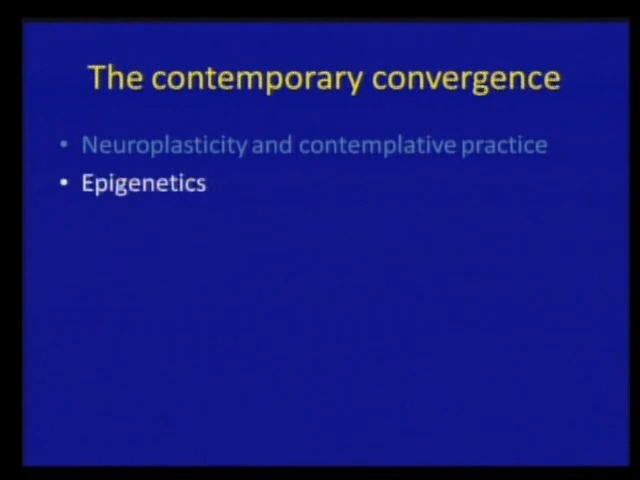 The contemporary convergence
• Neuroplasticity and contemplative practice
• Epigenetics